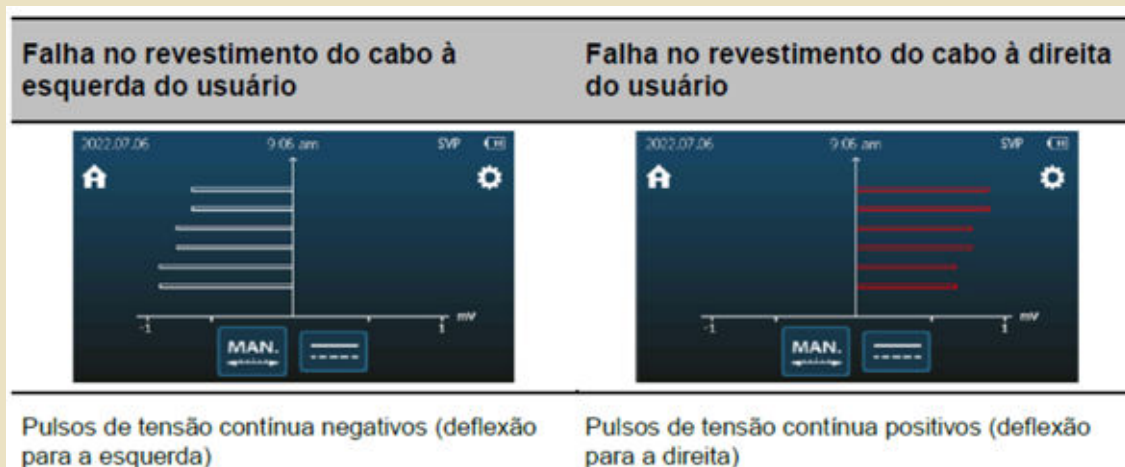 Falha no revestimento do cabo à
esquerda do usuário
Falha no revestimento do cabo à direita
do usuário
2022.07.06 9:06 am SVP
-1 1 mV
MAN.
2022.07.06 9:06 am SVP
-1 1 mV
MAN.
Pulsos de tensão contínua negativos (deflexão
para a esquerda)
Pulsos de tensão contínua positivos (deflexão
para a direita)